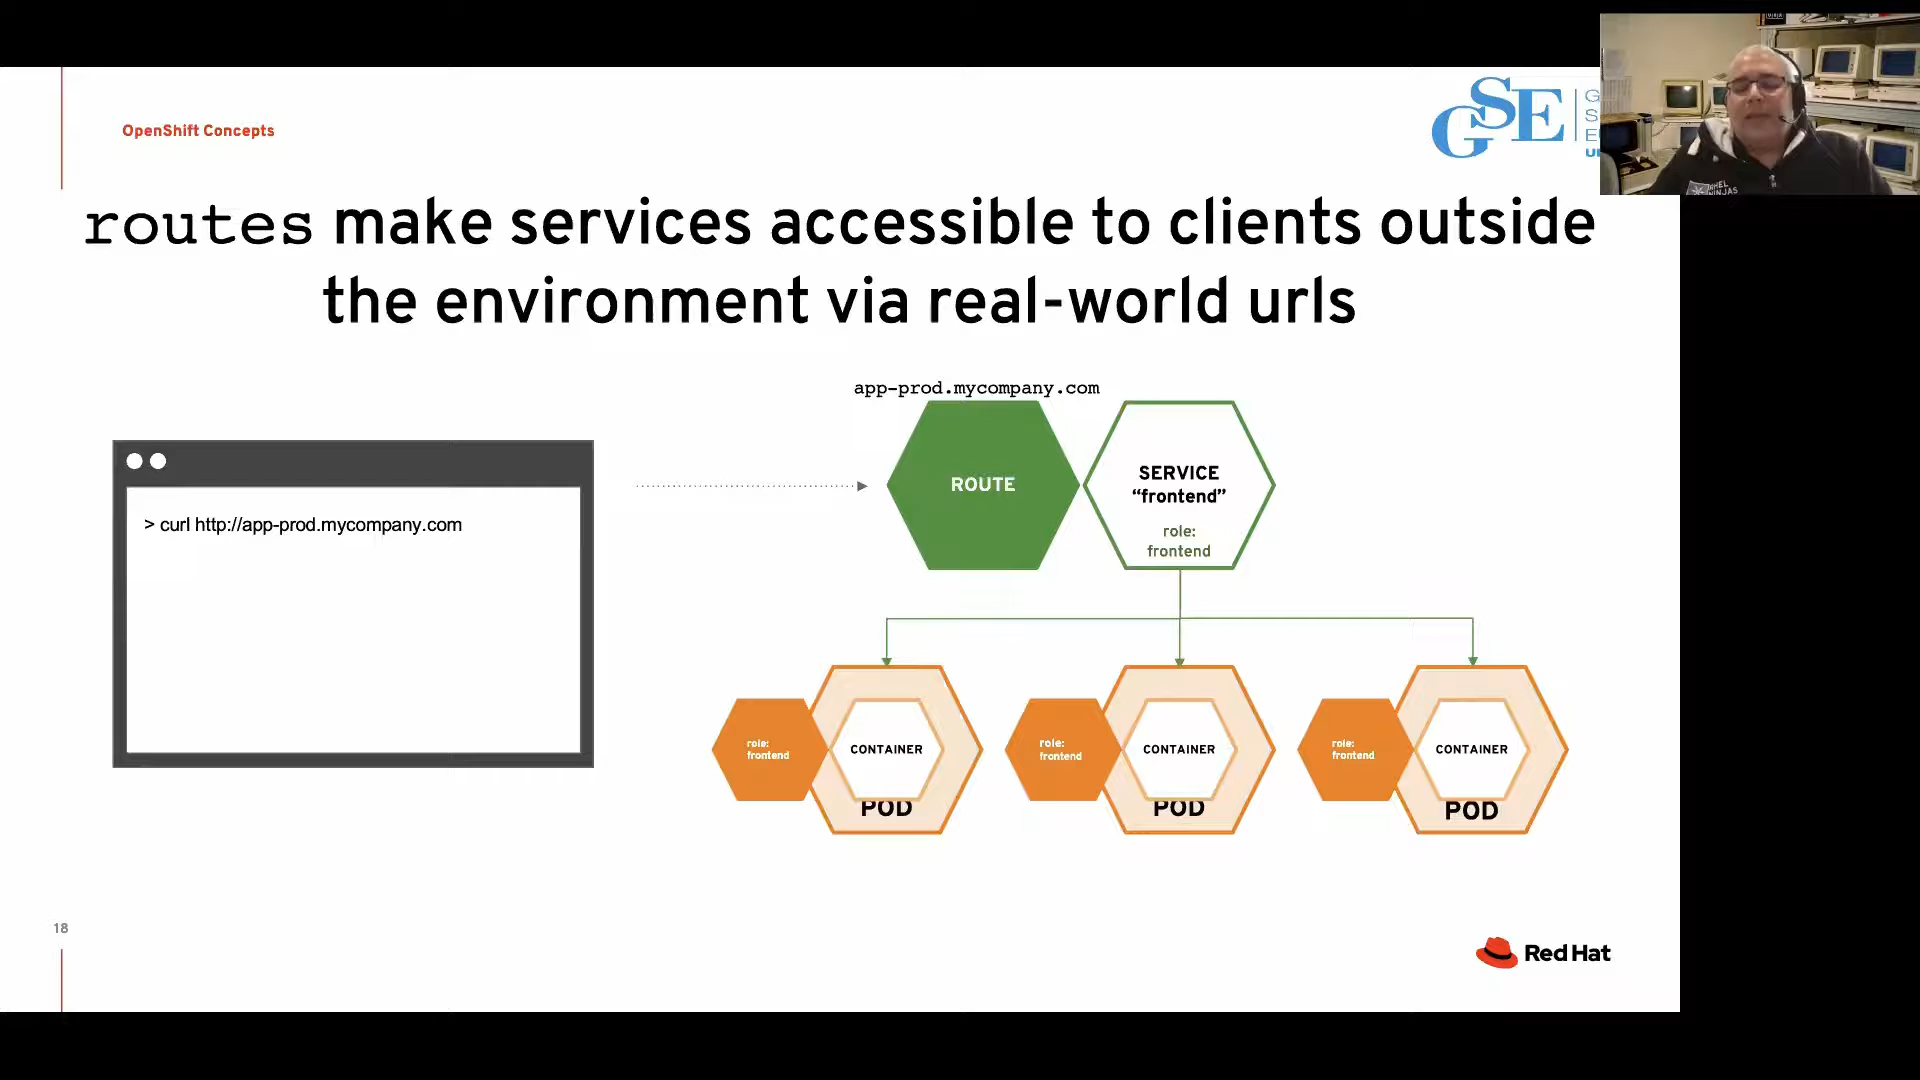 OpenShift Concepts
GSE
G
S
E
routes make services accessible to clients outside
the environment via real-world urls
app-prod.mycompany.com
> curl http://app-prod.mycompany.com
ROUTE
SERVICE
“frontend”
role:
frontend
role:
frontend
CONTAINER
POD
role:
frontend
CONTAINER
POD
role:
frontend
CONTAINER
POD
18
Red Hat